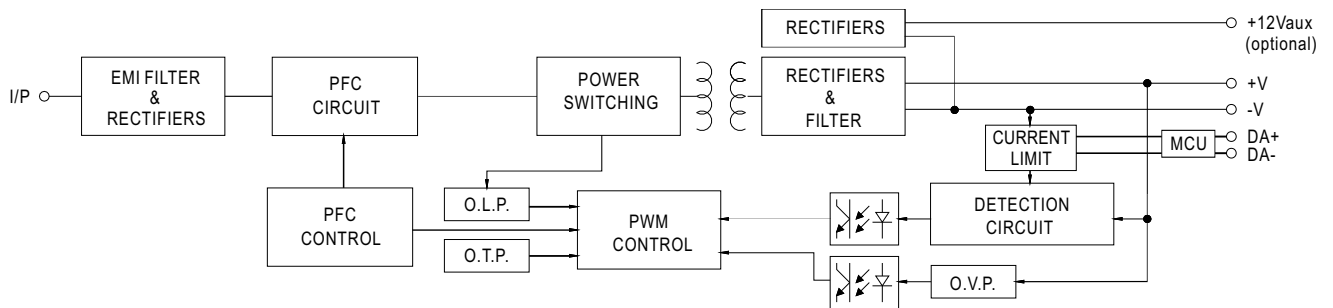 RECTIFIERS
+12Vaux
(optional)
I/P
EMI FILTER
&
RECTIFIERS
PFC
CIRCUIT
POWER
SWITCHING
RECTIFIERS
&
FILTER
+V
-V
CURRENT
LIMIT
MCU
DA+
DA-
PFC
CONTROL
O.L.P.
O.T.P.
PWM
CONTROL
DETECTION
CIRCUIT
O.V.P.